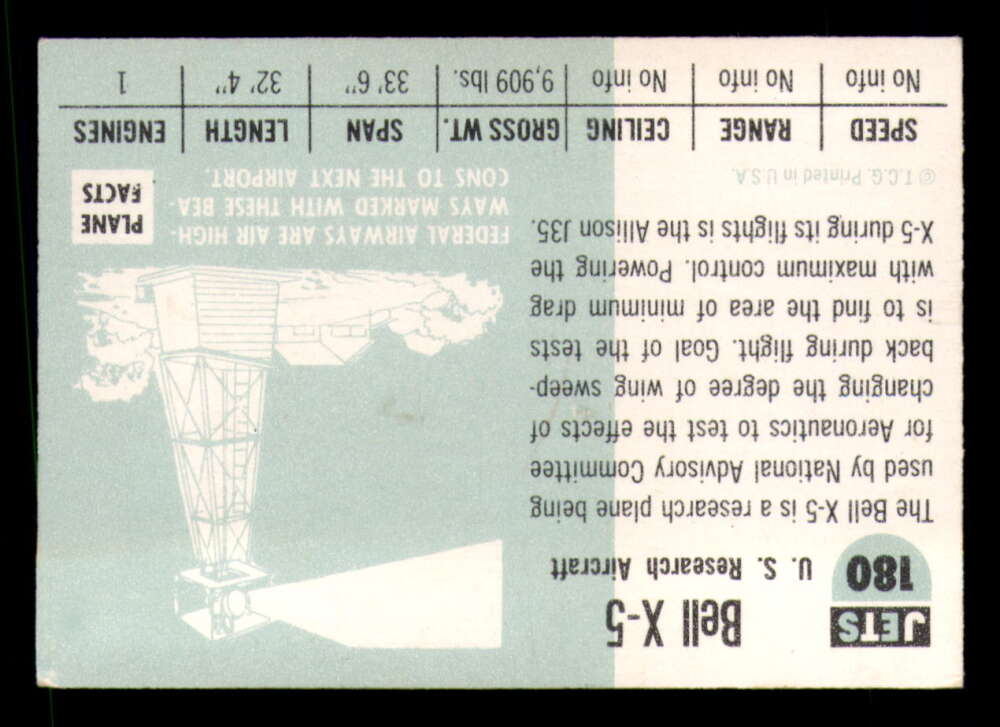 JETS
180
Bell X-5
U. S. Research Aircraft
The Bell X-5 is a research plane being
used by National Advisory Committee
for Aeronautics to test the effects of
changing the degree of wing sweep-
back during flight. Goal of the tests
is to find the area of minimum drag
with maximum control. Powering the
X-5 during its flights is the Allison J35.
© T.C.G. Printed in U S A
PLANE
FACTS
FEDERAL AIRWAYS ARE AIR HIGH-
WAYS MARKED WITH THESE BEA-
CONS TO THE NEXT AIRPORT.
SPEED RANGE CEILING GROSS WT. SPAN LENGTH ENGINES
No info No info No info 9,909 lbs. 33' 6" 32' 4" 1